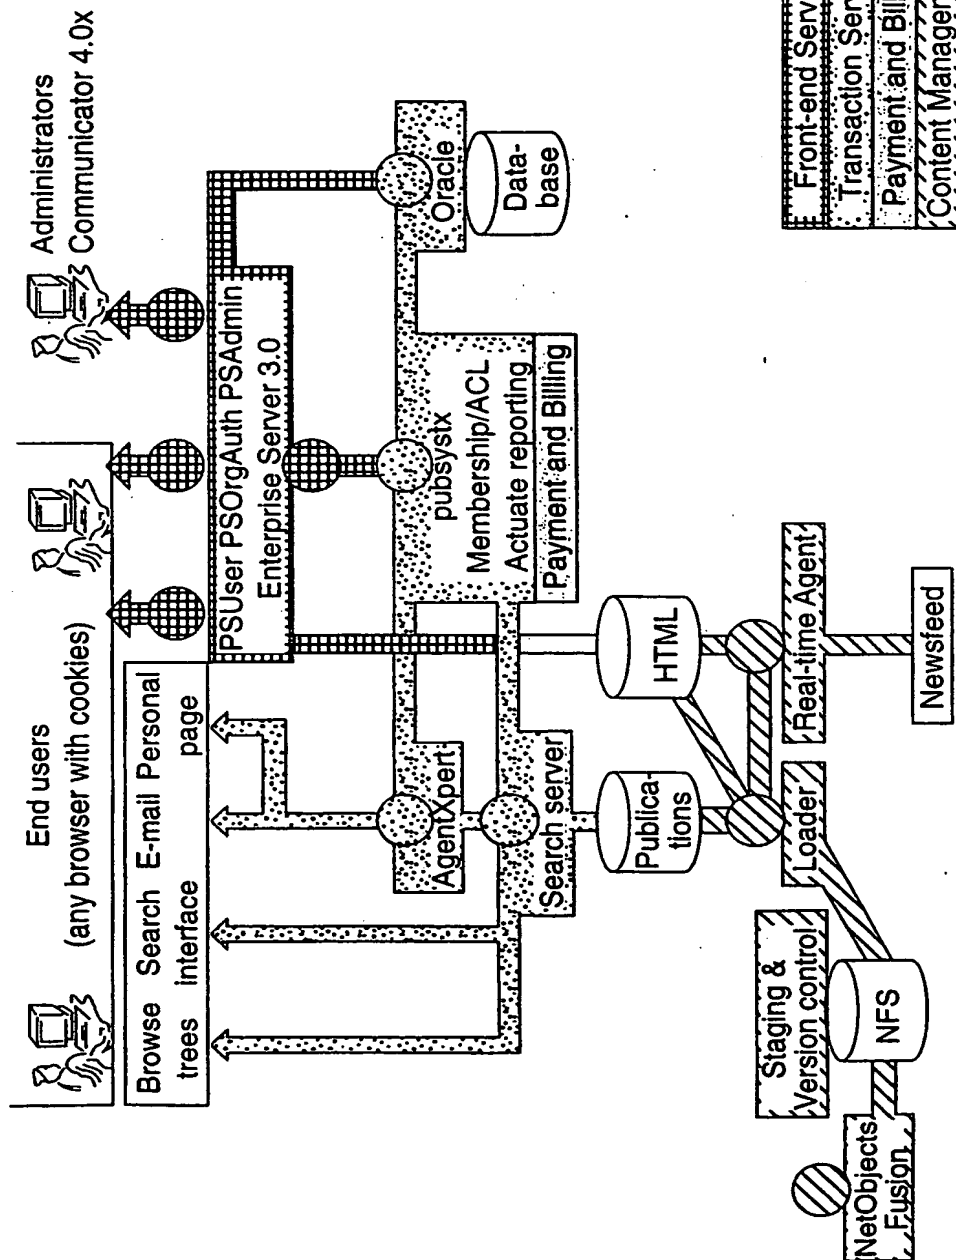 End users
(any browser with cookies)
Administrators
Communicator 4.0x
Browse Search E-mail Personal
trees interface page
PSUser PSOrgAuth PSAdmin
Enterprise Server 3.0
AgentXpert
pubsystx
Membership/ACL
Actuate reporting
Payment and Billing
Oracle
Data-
base
Search server
Publica-
tions
HTML
Staging &
Version control
Loader
Real-time Agent
NFS
Newsfeed
NetObjects
Fusion
Front-end Serv
Transaction Ser
Payment and Bil
Content Manager